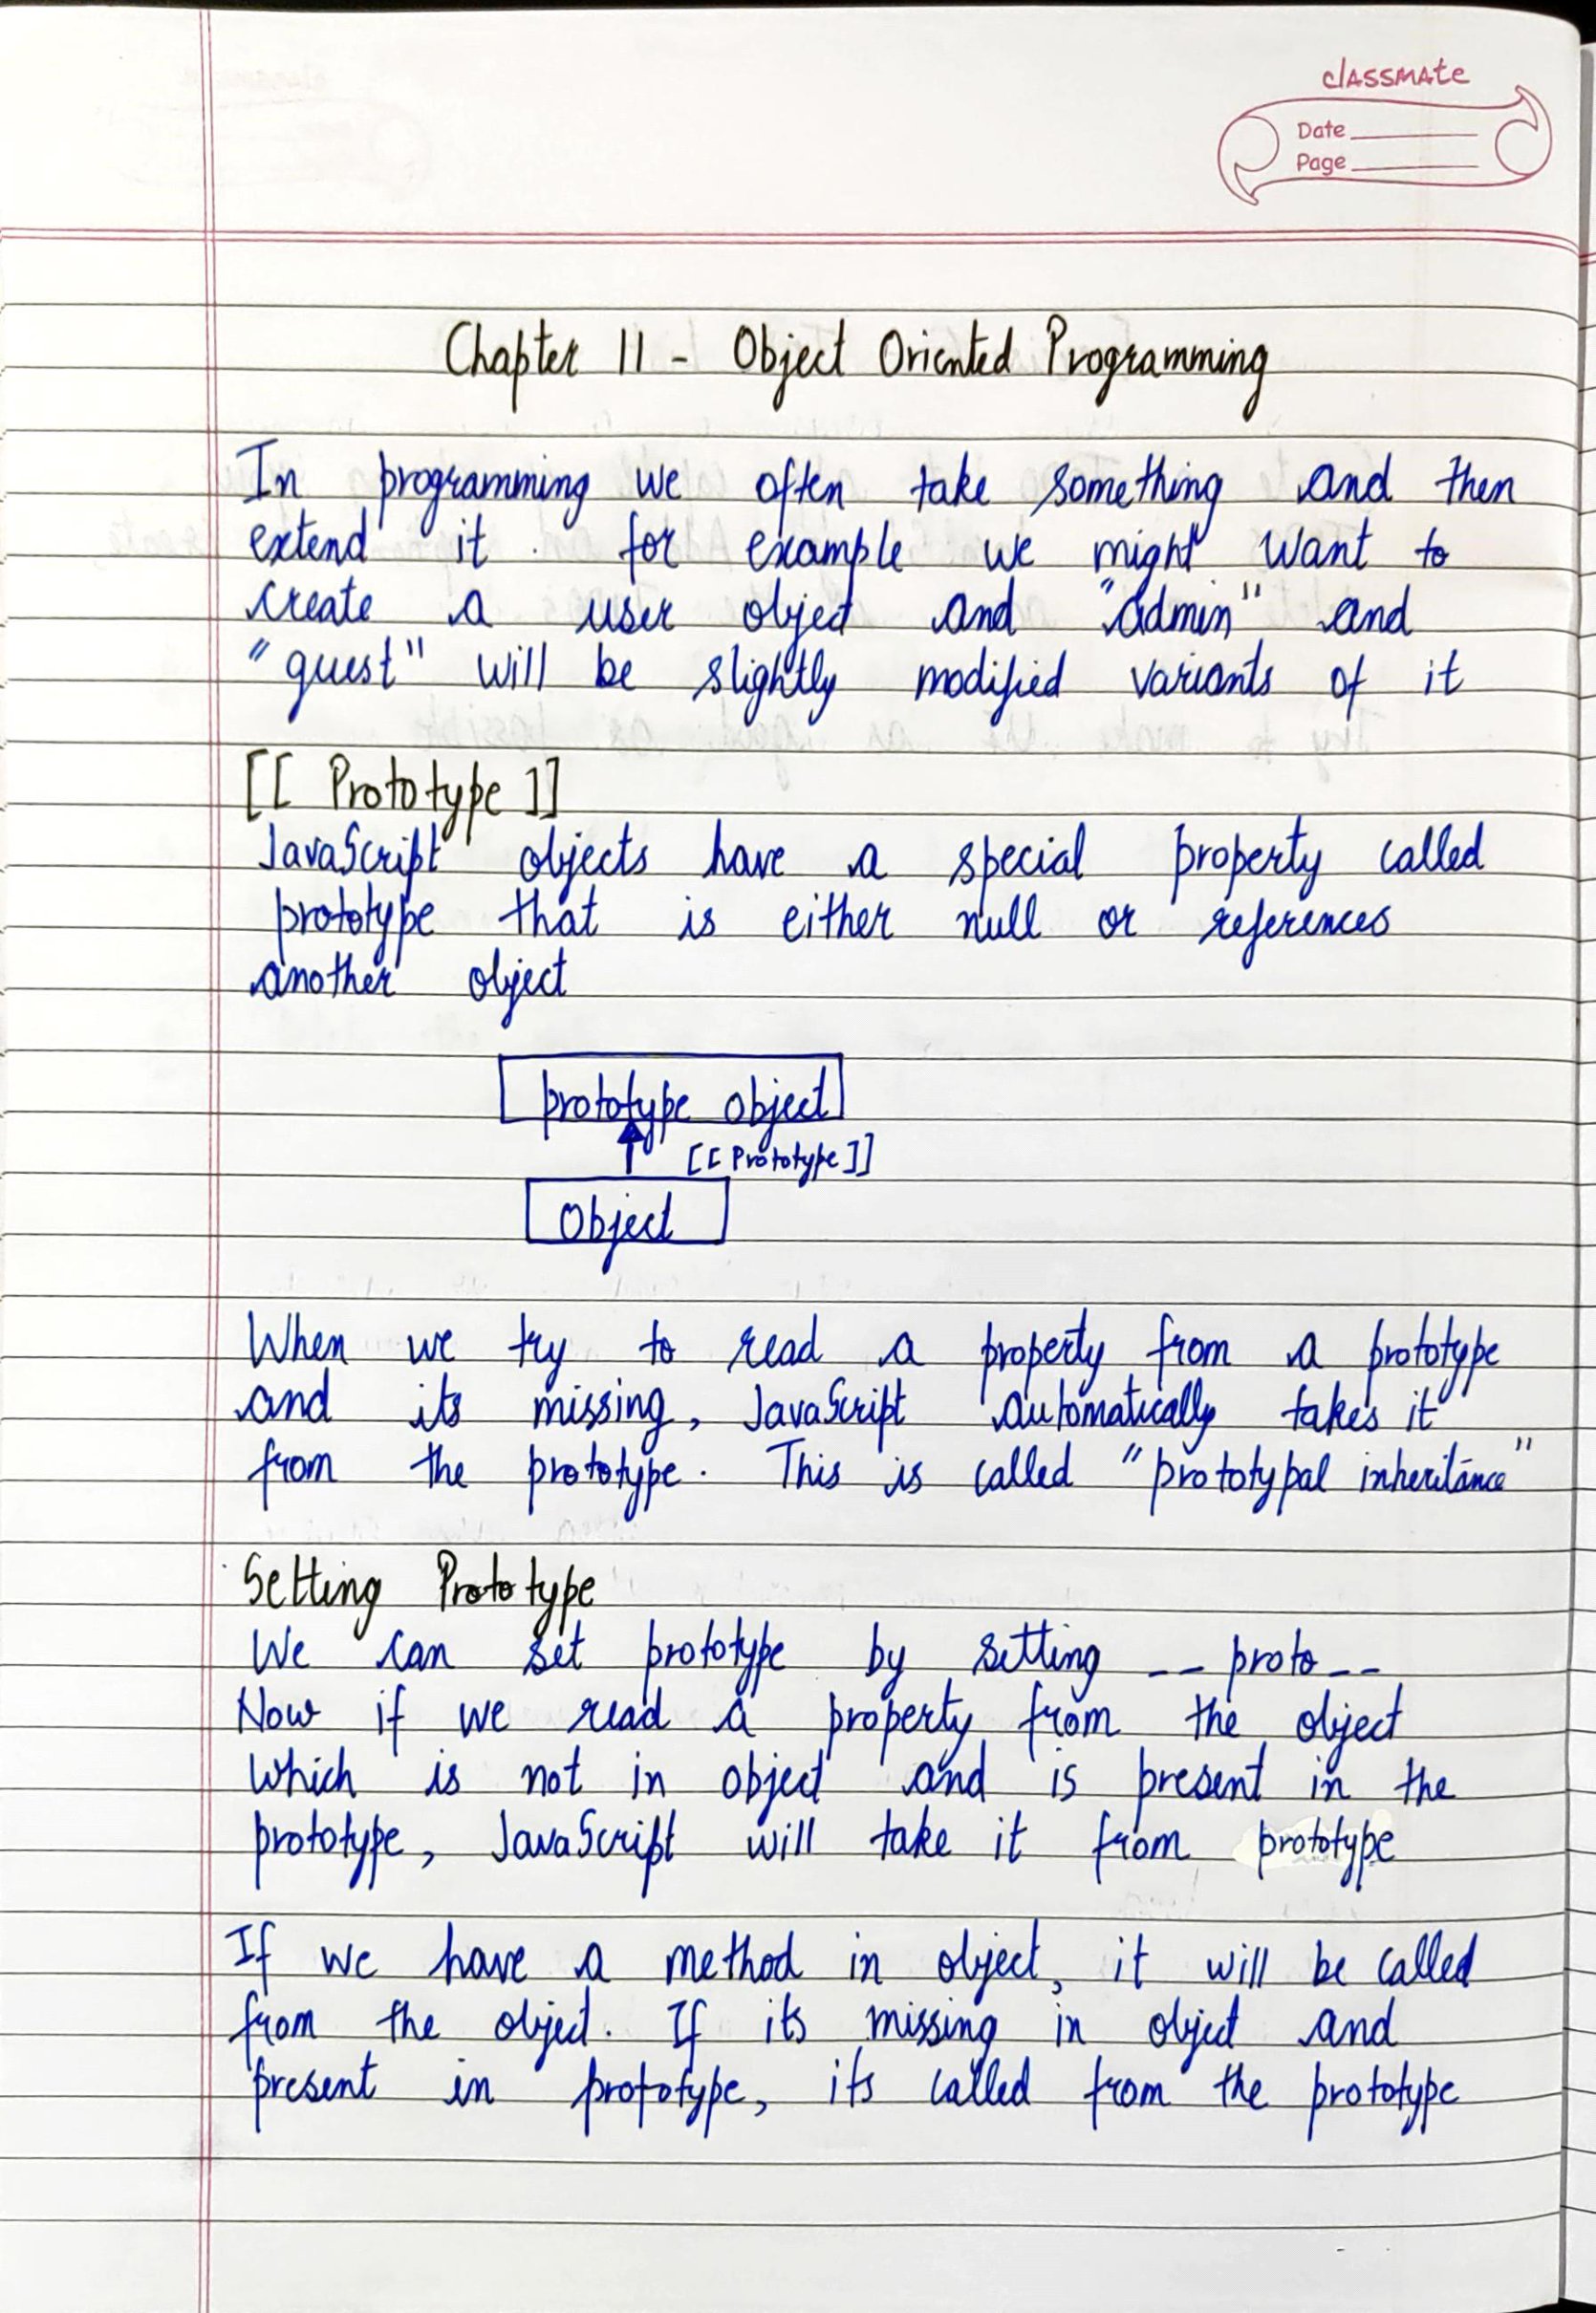 classmate
Date
Page
Chapter 11 - Object Oriented Programming
In programming we often take something and then
extend it . for example we might want to
create a user object and "admin" and
"guest" will be slightly modified variants of it
[[ Prototype ]]
JavaScript objects have a special property called
prototype that is either null or references
another object
prototype object
[[Prototype]]
Object
When we try to read a property from a prototype
and its missing, JavaScript automatically takes it
from the prototype. This is called "prototypal inheritance"
Setting Prototype
We can set prototype by setting __ proto__
Now if we read a property from the object
which is not in object and is present in the
prototype, JavaScript will take it from prototype
If we have a method in object, it will be called
from the object. If its missing in object and
present in prototype, its called from the prototype